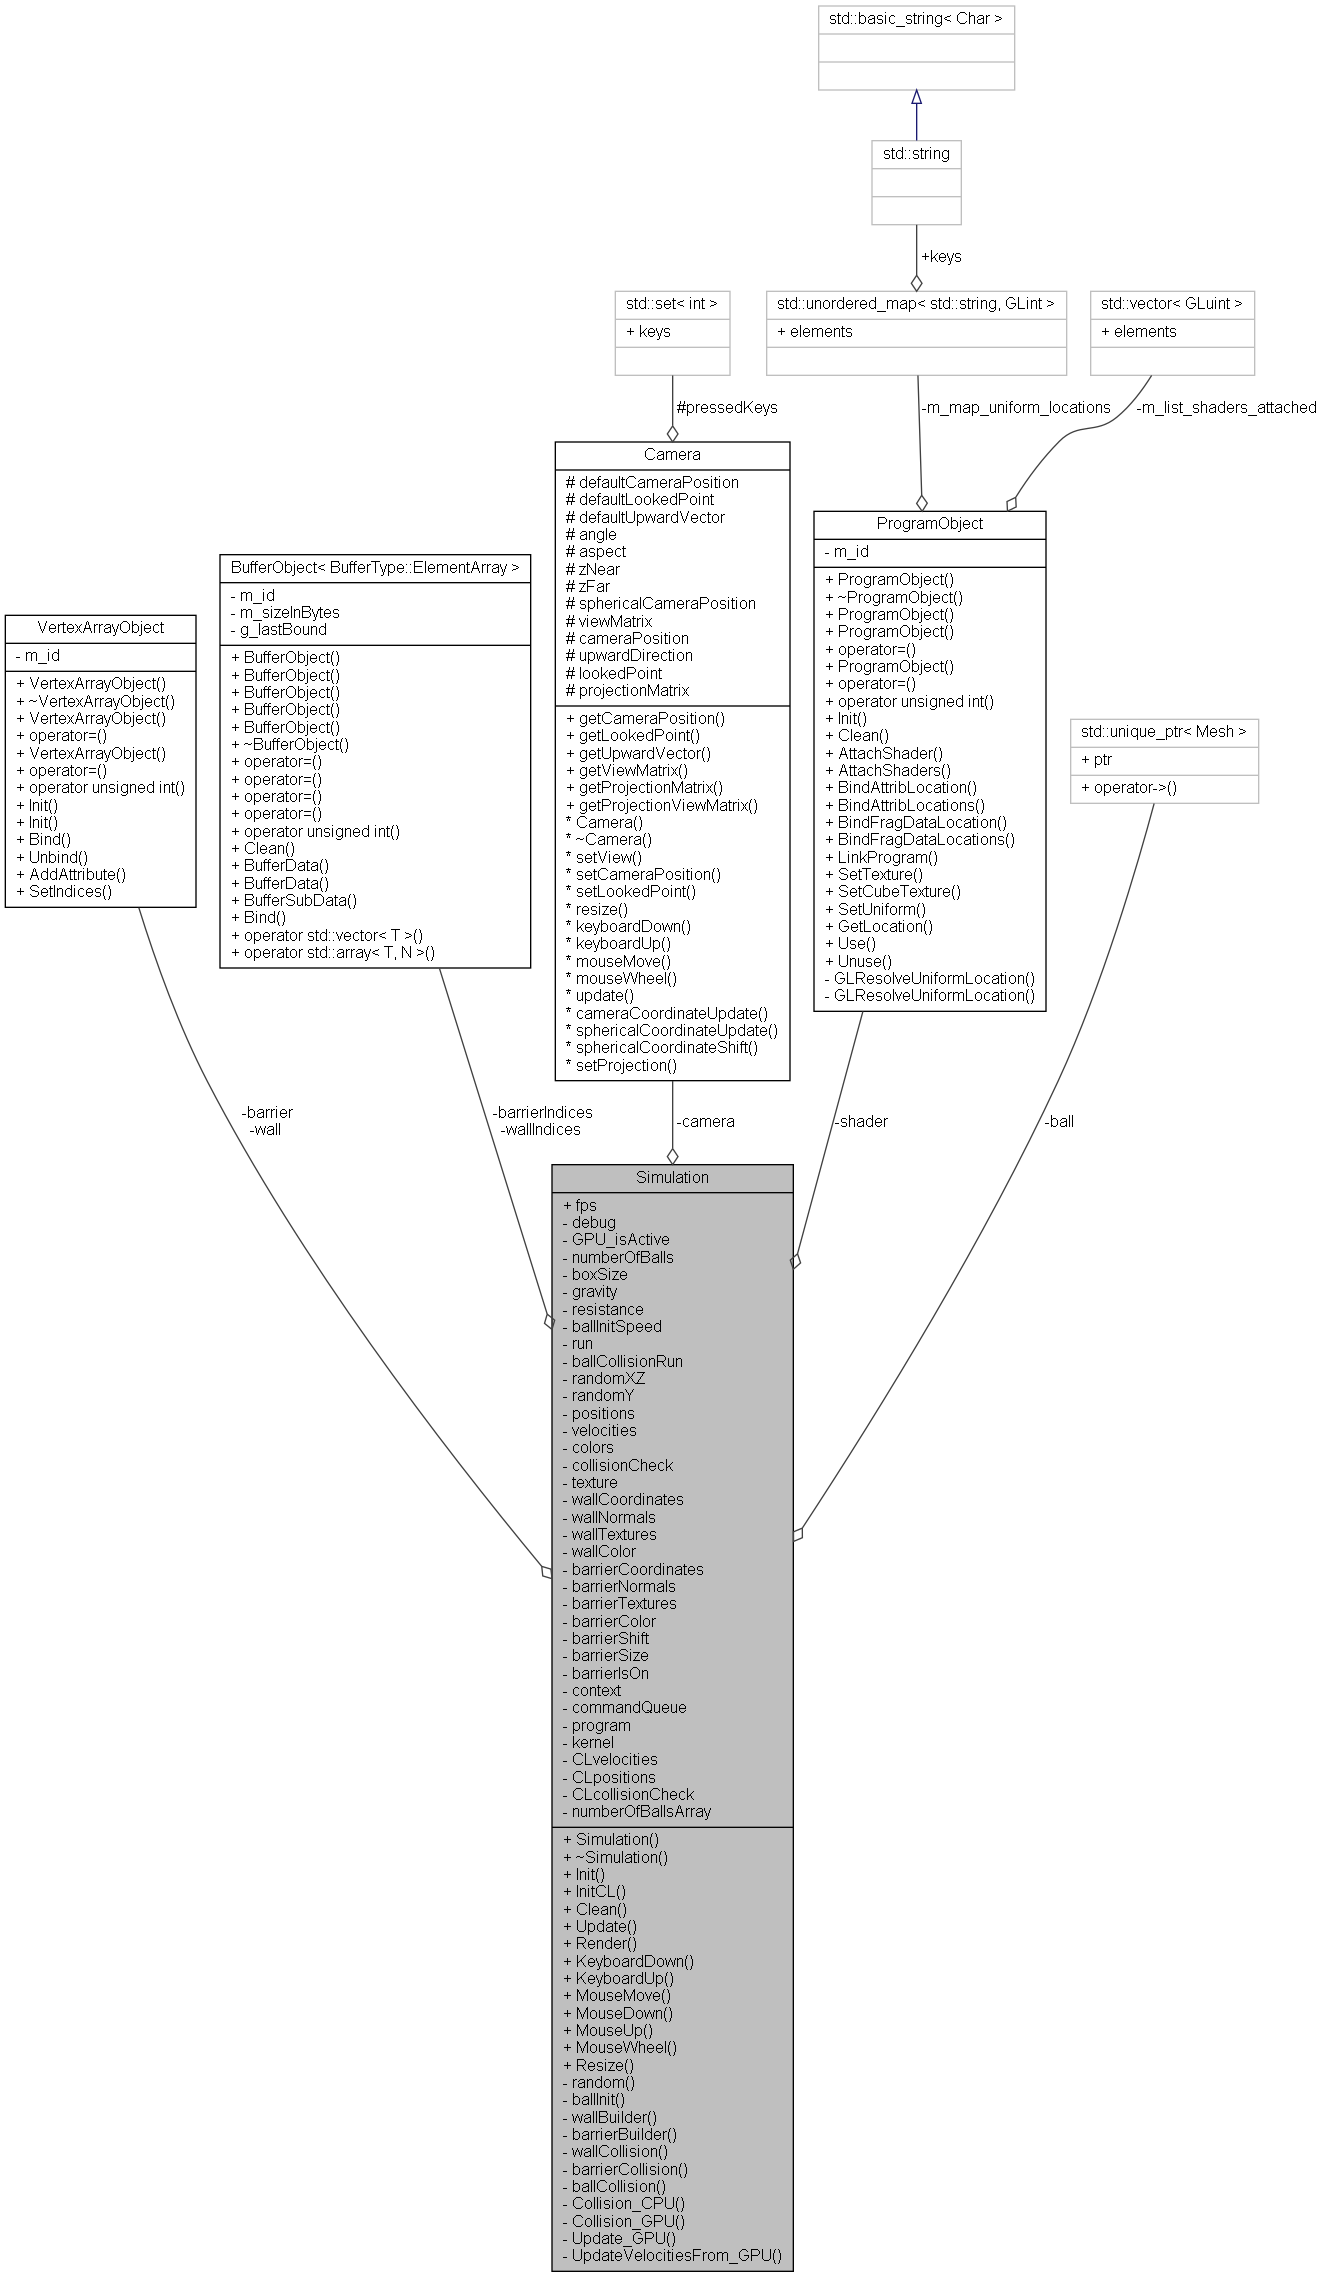 std::basic_string< Char >
std::string
+keys
std::set< int >
+ keys
std::unordered_map< std::string, GLint >
+ elements
std::vector< GLuint >
+ elements
#pressedKeys
-m_map_uniform_locations
-m_list_shaders_attached
VertexArrayObject
- m_id
+ VertexArrayObject()
+ ~VertexArrayObject()
+ VertexArrayObject()
+ operator=()
+ VertexArrayObject()
+ operator=()
+ operator unsigned int()
+ Init()
+ Init()
+ Bind()
+ Unbind()
+ AddAttribute()
+ SetIndices()
BufferObject< BufferType::ElementArray >
- m_id
- m_sizeInBytes
- g_lastBound
+ BufferObject()
+ BufferObject()
+ BufferObject()
+ BufferObject()
+ BufferObject()
+ ~BufferObject()
+ operator=()
+ operator=()
+ operator=()
+ operator=()
+ operator unsigned int()
+ Clean()
+ BufferData()
+ BufferData()
+ BufferSubData()
+ Bind()
+ operator std::vector< T >()
+ operator std::array< T, N >()
Camera
# defaultCameraPosition
# defaultLookedPoint
# defaultUpwardVector
# angle
# aspect
# zNear
# zFar
# sphericalCameraPosition
# viewMatrix
# cameraPosition
# upwardDirection
# lookedPoint
# projectionMatrix
+ getCameraPosition()
+ getLookedPoint()
+ getUpwardVector()
+ getViewMatrix()
+ getProjectionMatrix()
+ getProjectionViewMatrix()
* Camera()
* ~Camera()
* setView()
* setCameraPosition()
* setLookedPoint()
* resize()
* keyboardDown()
* keyboardUp()
* mouseMove()
* mouseWheel()
* update()
* cameraCoordinateUpdate()
* sphericalCoordinateUpdate()
* sphericalCoordinateShift()
* setProjection()
ProgramObject
- m_id
+ ProgramObject()
+ ~ProgramObject()
+ ProgramObject()
+ ProgramObject()
+ operator=()
+ ProgramObject()
+ operator=()
+ operator unsigned int()
+ Init()
+ Clean()
+ AttachShader()
+ AttachShaders()
+ BindAttribLocation()
+ BindAttribLocations()
+ BindFragDataLocation()
+ BindFragDataLocations()
+ LinkProgram()
+ SetTexture()
+ SetCubeTexture()
+ SetUniform()
+ GetLocation()
+ Use()
+ Unuse()
- GLResolveUniformLocation()
- GLResolveUniformLocation()
std::unique_ptr< Mesh >
+ ptr
+ operator->()
-barrier
-wall
-barrierIndices
-wallIndices
-camera
-shader
-ball
Simulation
+ fps
- debug
- GPU_isActive
- numberOfBalls
- boxSize
- gravity
- resistance
- ballInitSpeed
- run
- ballCollisionRun
- randomXZ
- randomY
- positions
- velocities
- colors
- collisionCheck
- texture
- wallCoordinates
- wallNormals
- wallTextures
- wallColor
- barrierCoordinates
- barrierNormals
- barrierTextures
- barrierColor
- barrierShift
- barrierSize
- barrierIsOn
- context
- commandQueue
- program
- kernel
- CLvelocities
- CLpositions
- CLcollisionCheck
- numberOfBallsArray
+ Simulation()
+ ~Simulation()
+ Init()
+ InitCL()
+ Clean()
+ Update()
+ Render()
+ KeyboardDown()
+ KeyboardUp()
+ MouseMove()
+ MouseDown()
+ MouseUp()
+ MouseWheel()
+ Resize()
- random()
- ballInit()
- wallBuilder()
- barrierBuilder()
- wallCollision()
- barrierCollision()
- ballCollision()
- Collision_CPU()
- Collision_GPU()
- Update_GPU()
- UpdateVelocitiesFrom_GPU()